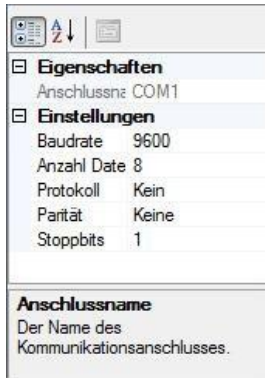 Eigenschaften
Anschlussna COM1
Einstellungen
Baudrate 9600
Anzahl Date 8
Protokoll Kein
Parität Keine
Stoppbits 1
Anschlussname
Der Name des
Kommunikationsanschlusses.